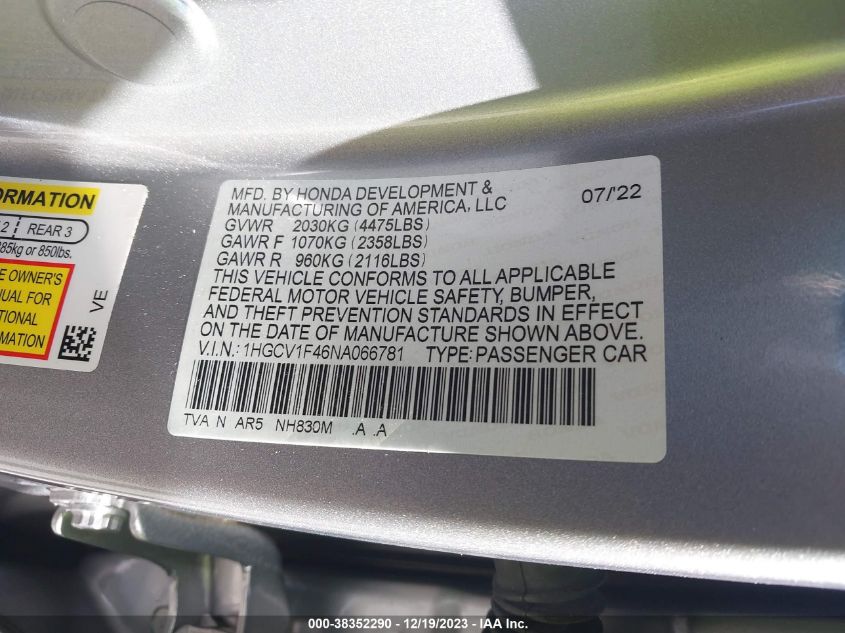 ORMATION
2 REAR 3
385kg or 850lbs.
E OWNER'S
UAL FOR
TIONAL
RMATION
VE
MFD. BY HONDA DEVELOPMENT &
MANUFACTURING OF AMERICA, LLC 07/'22
GVWR 2030KG (4475LBS)
GAWR F 1070KG (2358LBS)
GAWR R 960KG (2116LBS)
THIS VEHICLE CONFORMS TO ALL APPLICABLE
FEDERAL MOTOR VEHICLE SAFETY, BUMPER,
AND THEFT PREVENTION STANDARDS IN EFFECT
ON THE DATE OF MANUFACTURE SHOWN ABOVE.
V.I.N.: 1HGCV1F46NA066781 TYPE: PASSENGER CAR
TVA N AR5 NH830M .A .A
000-38352290 - 12/19/2023 - IAA Inc.